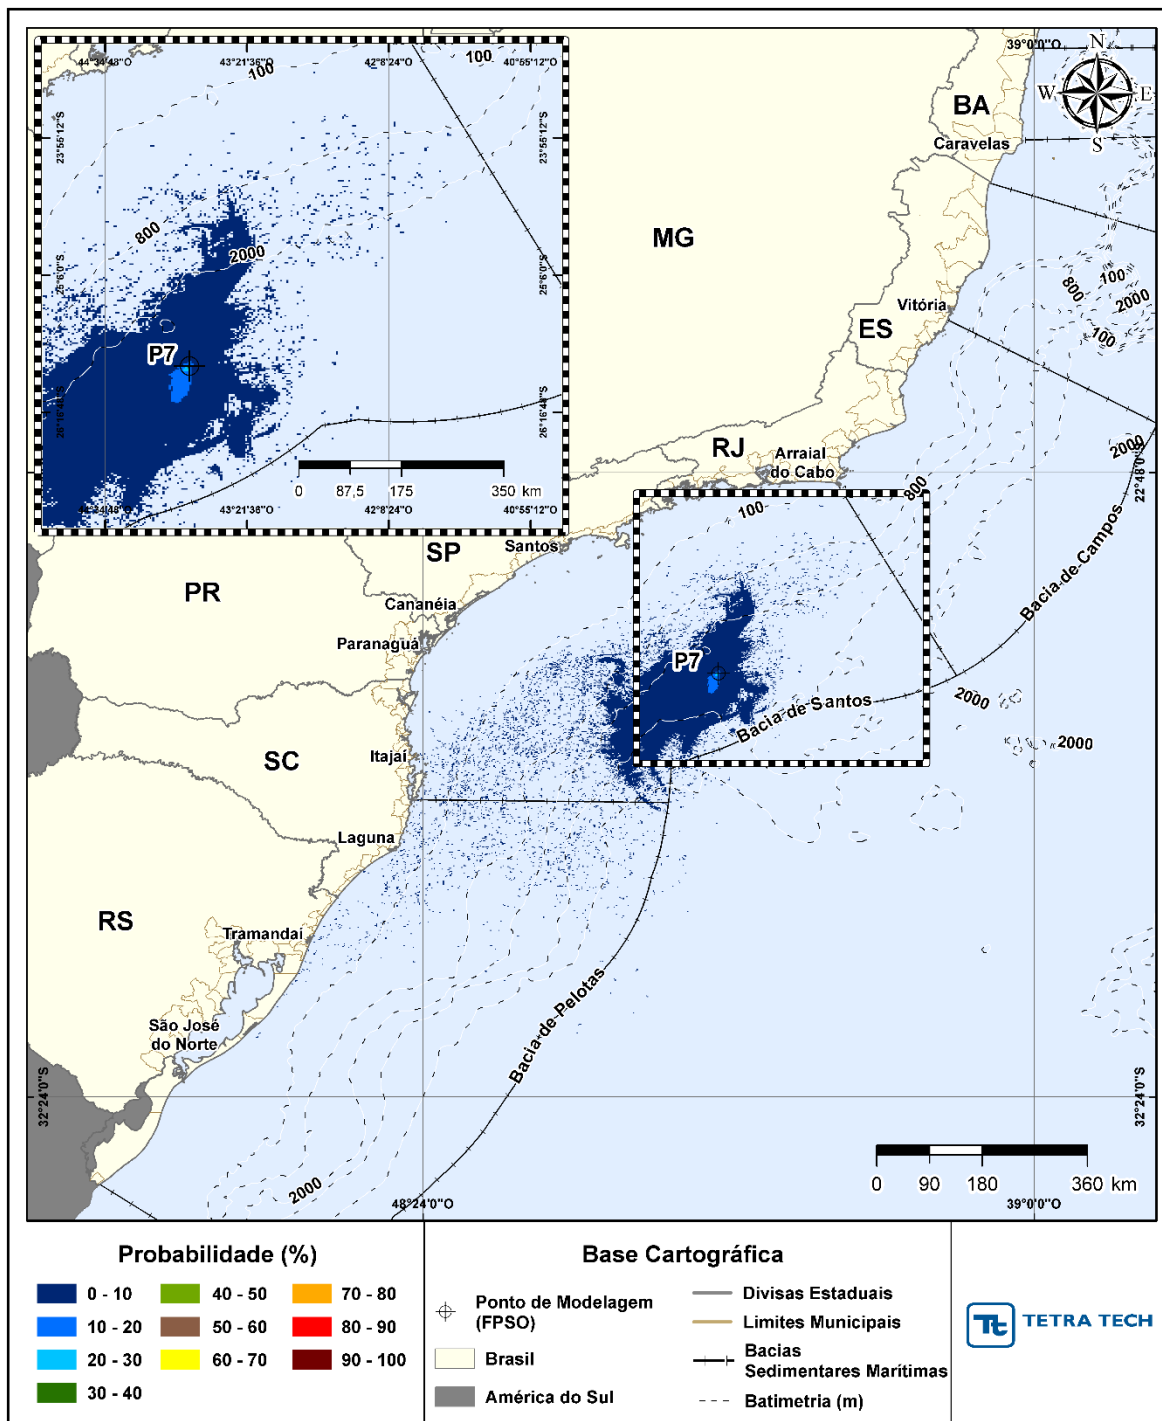 44°34'48"O
43°21'36"O
42°8'24"O
40°55'12"O
100
100
23°55'12"S
23°55'12"S
800
2000
25°6'0"S
25°6'0"S
P7
26°16'48"S
26°16'48"S
0 87,5 175 350 km
44°34'48"O
43°21'36"O
42°8'24"O
40°55'12"O
39°0'0"O
N
W
E
S
BA
Caravelas
MG
800
100
2000
100
Vitória
ES
2000
RJ
Arraial
do Cabo
22°48'0"S
800
100
Bacia de Campos
SP
Santos
PR
Cananéia
Paranaguá
P7
Bacia de Santos
2000
2000
SC
Itajaí
Laguna
RS
Tramandaí
Bacia de Pelotas
São José
do Norte
32°24'0"S
32°24'0"S
2000
0 90 180 360 km
48°24'0"O
39°0'0"O
Probabilidade (%)
0 - 10
10 - 20
20 - 30
30 - 40
40 - 50
50 - 60
60 - 70
70 - 80
80 - 90
90 - 100
Base Cartográfica
Ponto de Modelagem
(FPSO)
Brasil
América do Sul
Divisas Estaduais
Limites Municipais
Bacias
Sedimentares Marítimas
Batimetria (m)
Tt
TETRA TECH